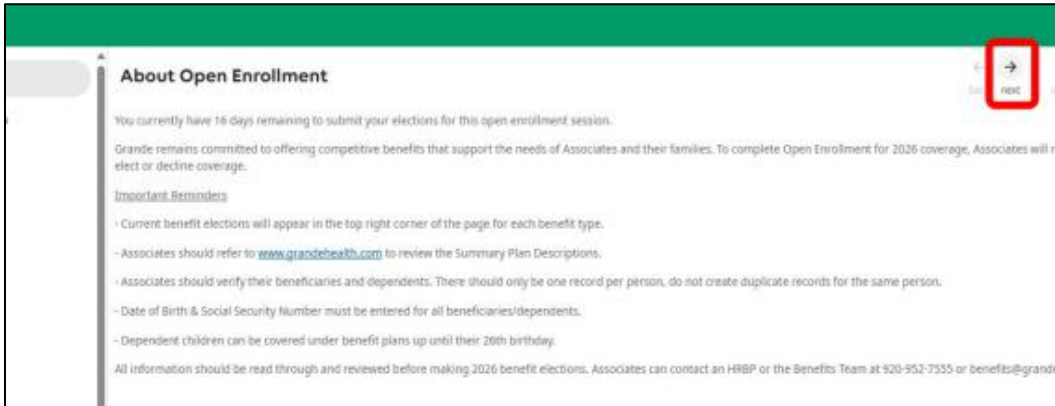 About Open Enrollment
next
You currently have 16 days remaining to submit your elections for this open enrollment session.
Grande remains committed to offering competitive benefits that support the needs of Associates and their families. To complete Open Enrollment for 2026 coverage, Associates will
elect or decline coverage.
Important Reminders
- Current benefit elections will appear in the top right corner of the page for each benefit type.
- Associates should refer to www.grandehealth.com to review the Summary Plan Descriptions.
- Associates should verify their beneficiaries and dependents. There should only be one record per person, do not create duplicate records for the same person.
- Date of Birth & Social Security Number must be entered for all beneficiaries/dependents.
- Dependent children can be covered under benefit plans up until their 26th birthday.
All information should be read through and reviewed before making 2026 benefit elections. Associates can contact an HRBP or the Benefits Team at 920-952-7555 or benefits@grande